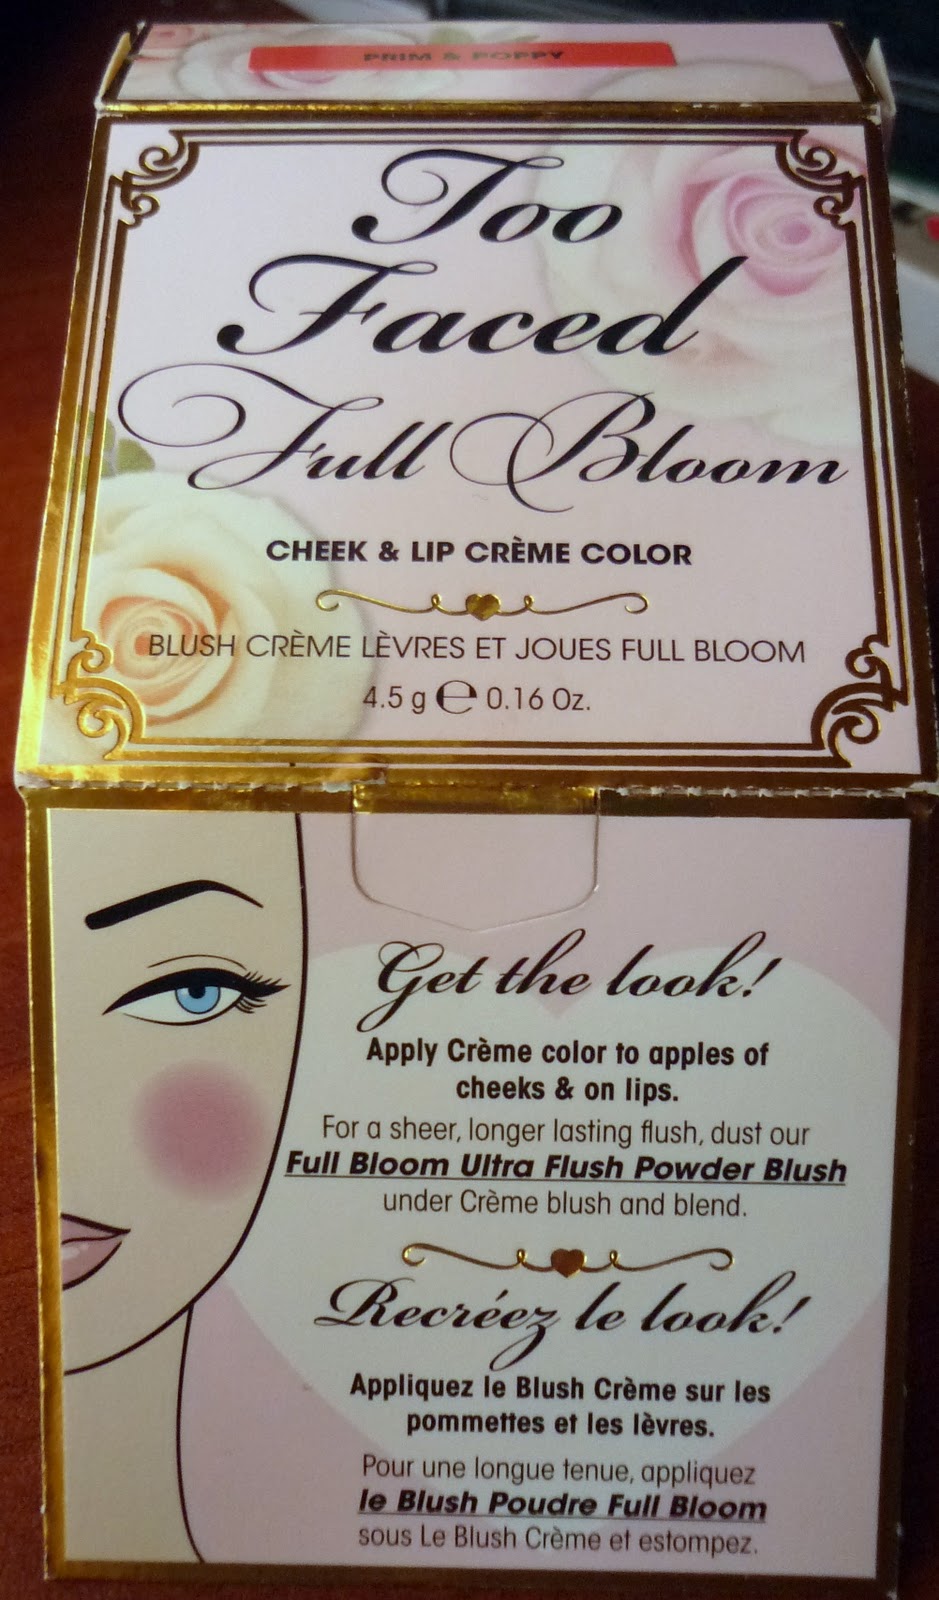 PRIM & POPPY
Too
Faced
Full Bloom
CHEEK & LIP CRÈME COLOR
BLUSH CRÈME LÈVRES ET JOUES FULL BLOOM
4.5 g ℮ 0.16 Oz.
Get the look!
Apply Crème color to apples of
cheeks & on lips.
For a sheer, longer lasting flush, dust our
Full Bloom Ultra Flush Powder Blush
under Crème blush and blend.
Recréez le look!
Appliquez le Blush Crème sur les
pommettes et les lèvres.
Pour une longue tenue, appliquez
le Blush Poudre Full Bloom
sous Le Blush Crème et estompez.